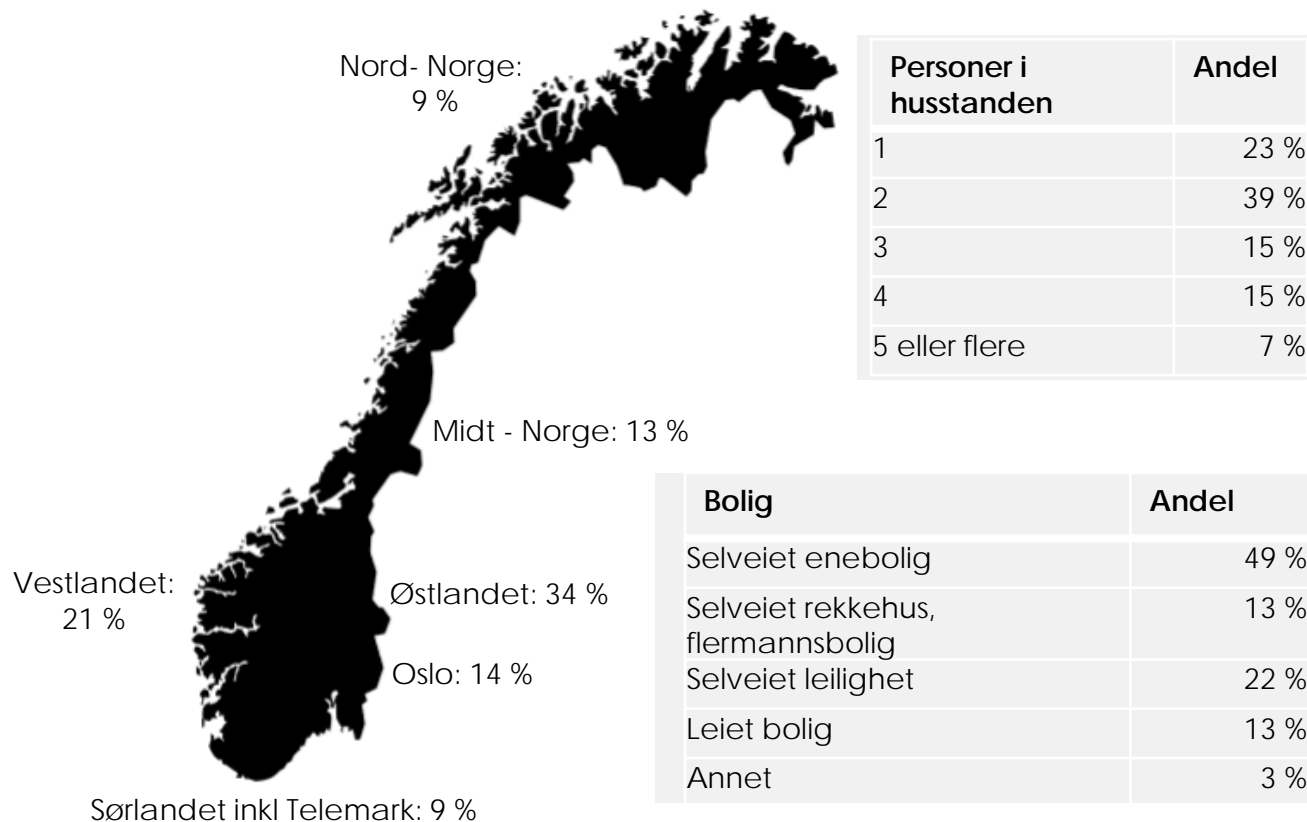 Nord- Norge:
9 %
Personer i
husstanden
Andel
1
23 %
2
39 %
3
15 %
4
15 %
5 eller flere
7 %
Midt - Norge: 13 %
Bolig
Andel
Selveiet enebolig
49 %
Selveiet rekkehus,
flermannsbolig
13 %
Selveiet leilighet
22 %
Leiet bolig
13 %
Annet
3 %
Vestlandet:
21 %
Østlandet: 34 %
Oslo: 14 %
Sørlandet inkl Telemark: 9 %